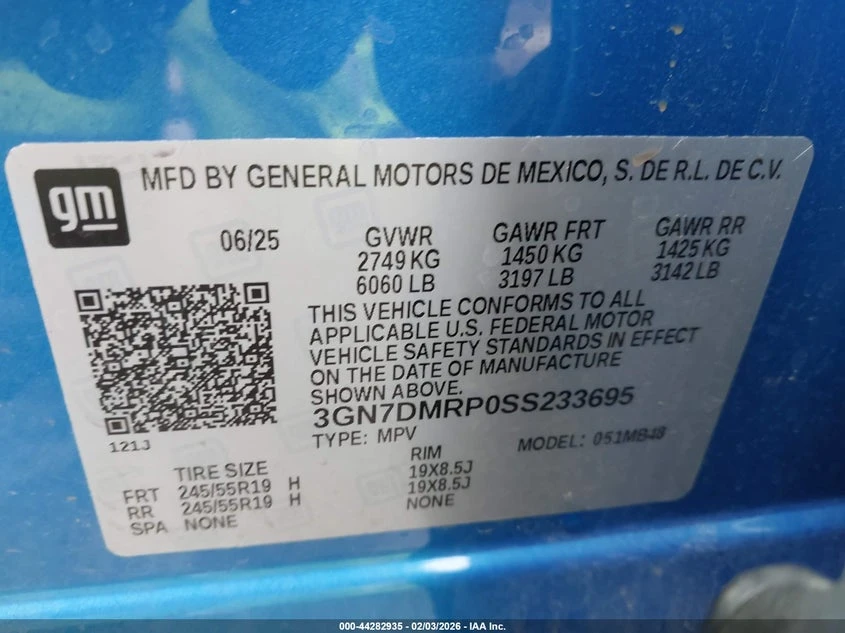 gm
MFD BY GENERAL MOTORS DE MEXICO, S. DE R.L. DE C.V.
06/25
GVWR GAWR FRT GAWR RR
2749 KG 1450 KG 1425 KG
6060 LB 3197 LB 3142 LB
THIS VEHICLE CONFORMS TO ALL
APPLICABLE U.S. FEDERAL MOTOR
VEHICLE SAFETY STANDARDS IN EFFECT
ON THE DATE OF MANUFACTURE
SHOWN ABOVE.
3GN7DMRP0SS233695
TYPE: MPV MODEL: 051MB48
121J
TIRE SIZE RIM
FRT 245/55R19 H 19X8.5J
RR 245/55R19 H 19X8.5J
SPA NONE NONE
000-44282935 - 02/03/2026 - IAA Inc.